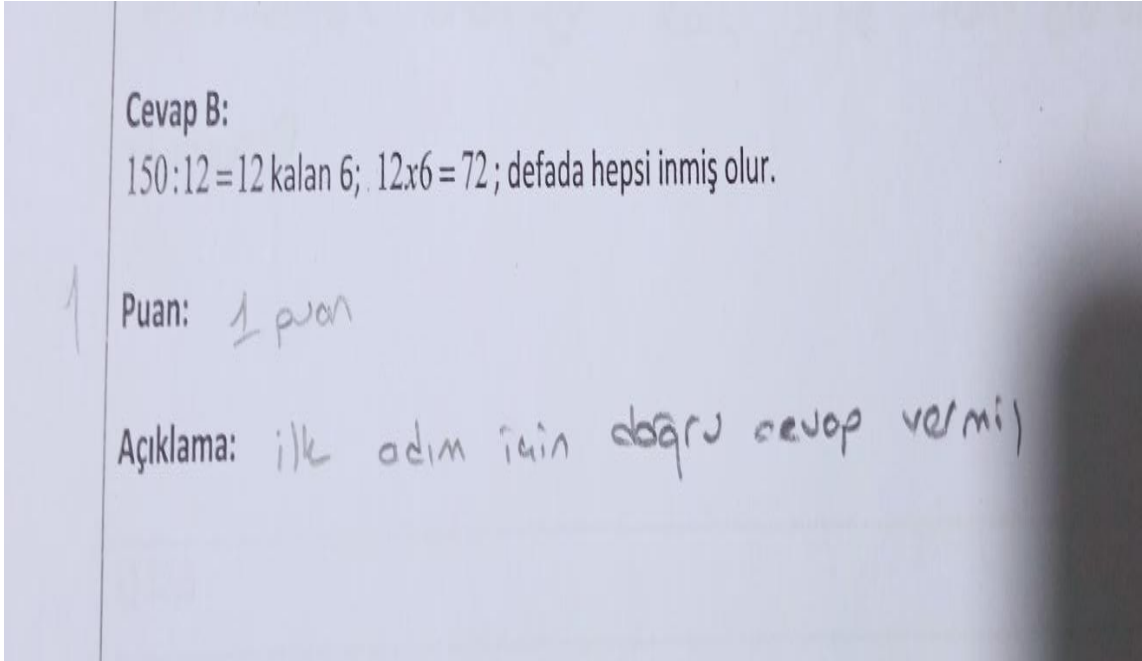 Cevap B:
150:12=12 kalan 6; 12x6=72; defada hepsi inmiş olur.
1 Puan: 1 puan
Açıklama: ilk adım için doğru cevap vermiş